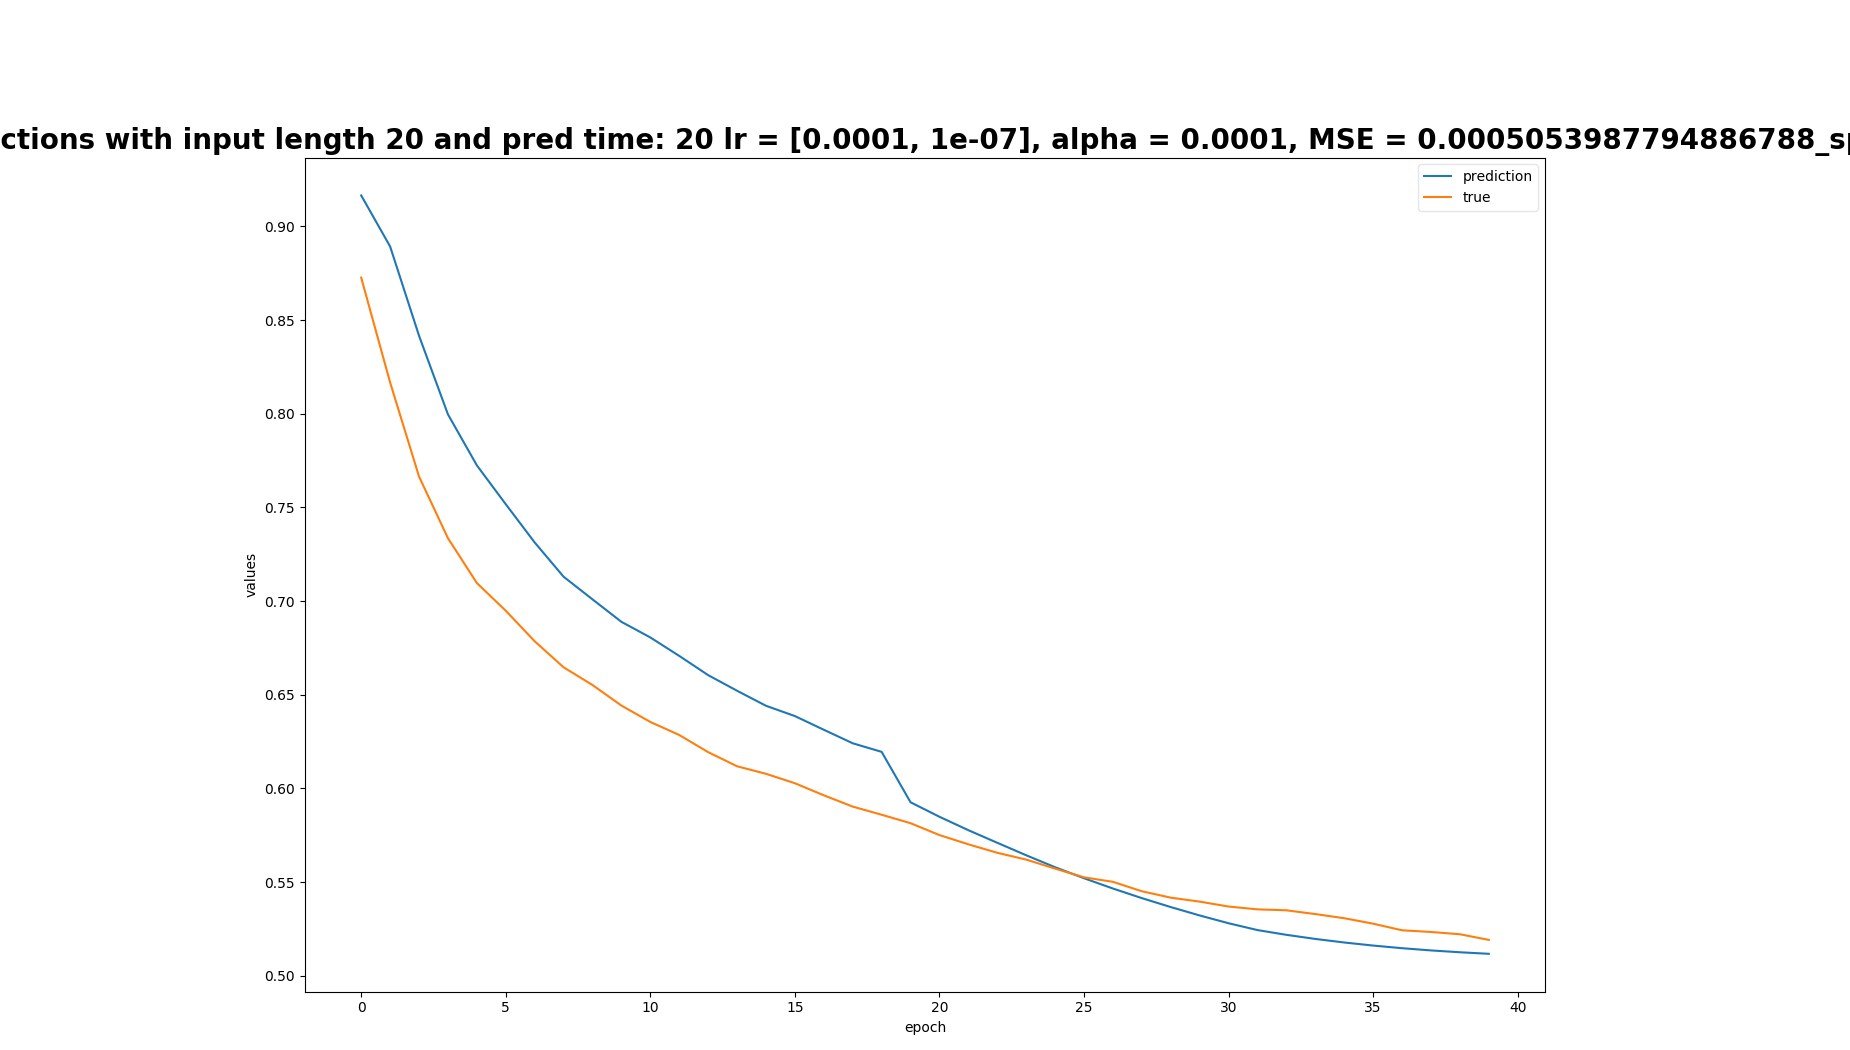 ctions with input length 20 and pred time: 20 lr = [0.0001, 1e-07], alpha = 0.0001, MSE = 0.0005053987794886788_sp
prediction
true
0.90
0.85
0.80
0.75
0.70
0.65
0.60
0.55
0.50
values
0 5 10 15 20 25 30 35 40
epoch